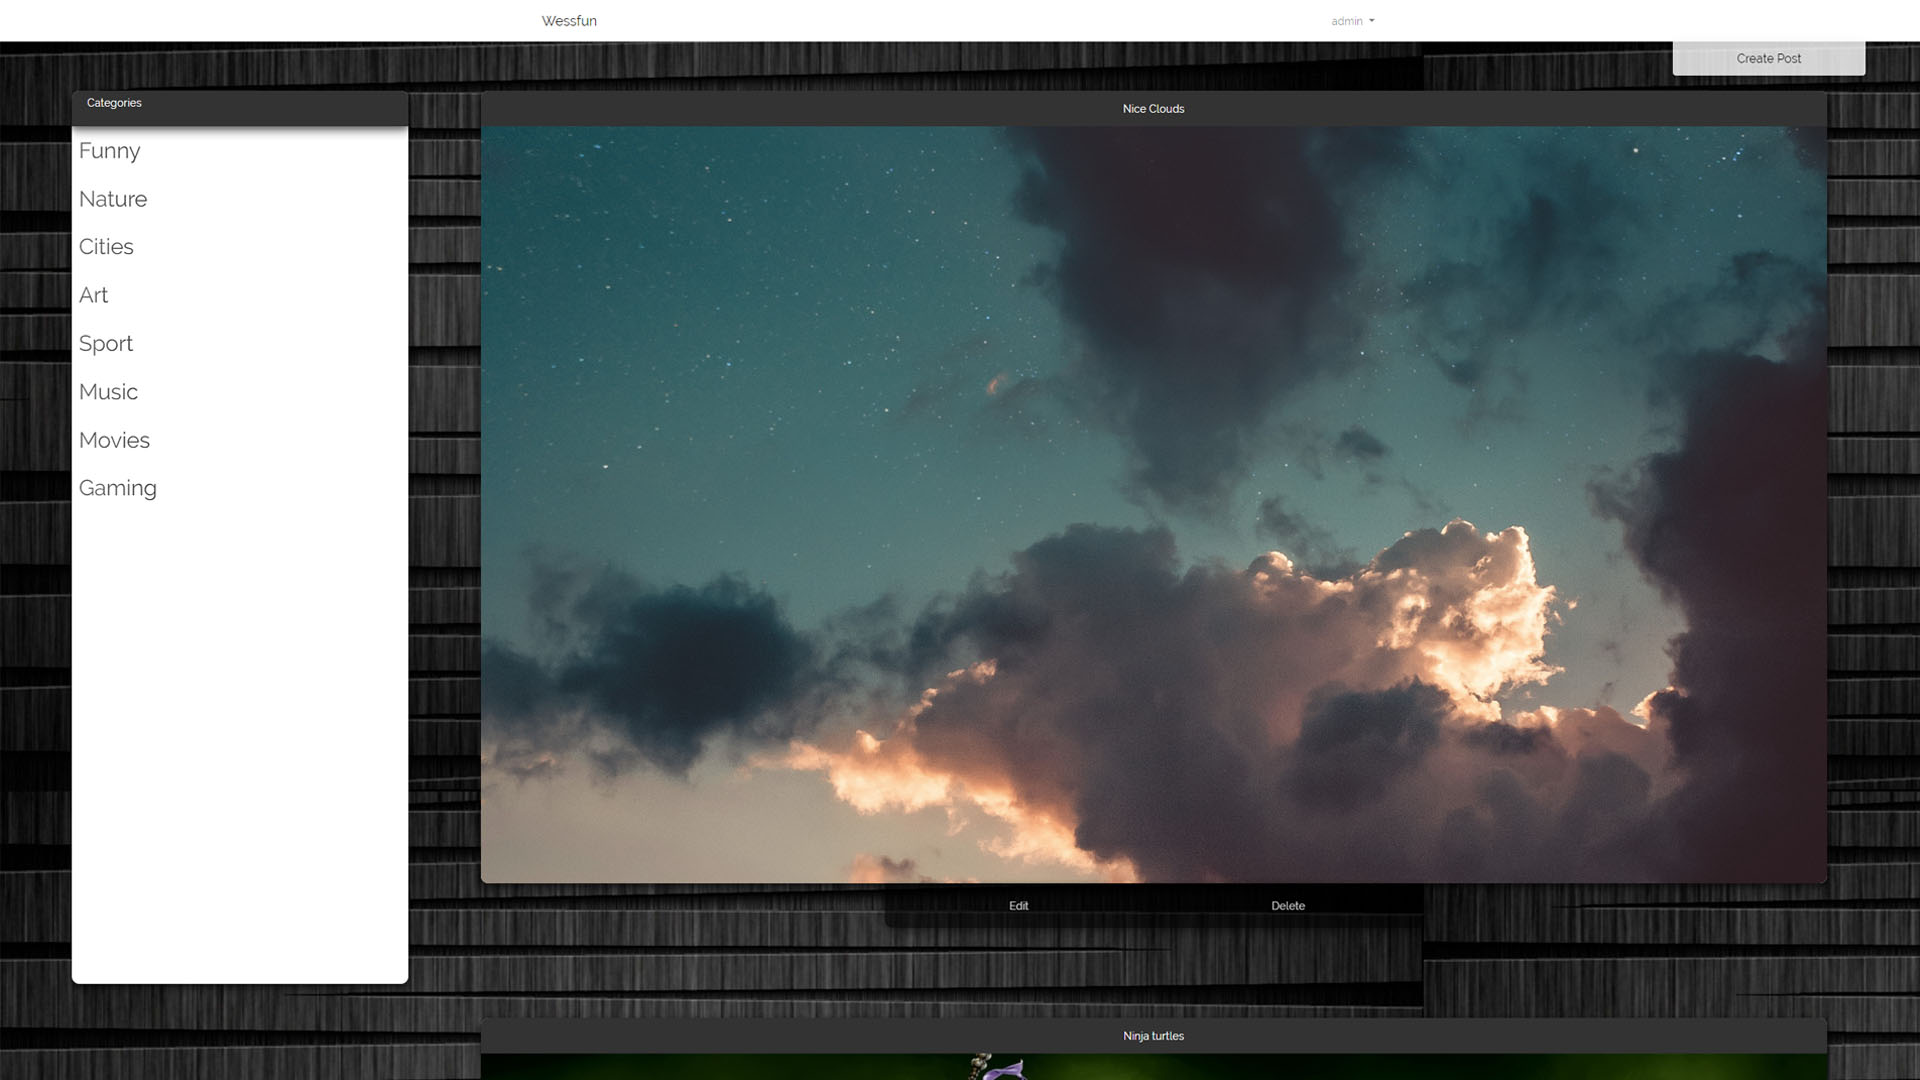 Wessfun
admin
Create Post
Categories
Funny
Nature
Cities
Art
Sport
Music
Movies
Gaming
Nice Clouds
Edit
Delete
Ninja turtles